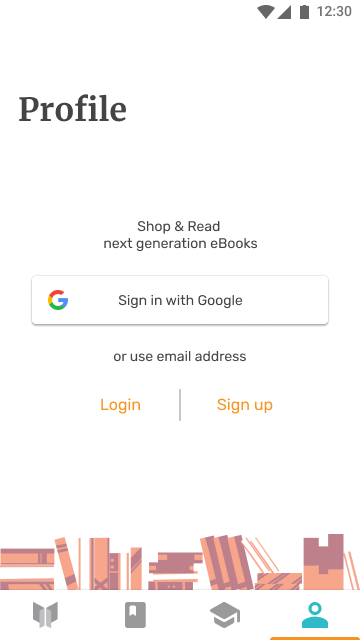 12:30
Profile
Shop & Read
next generation eBooks
Sign in with Google
or use email address
Login
Sign up